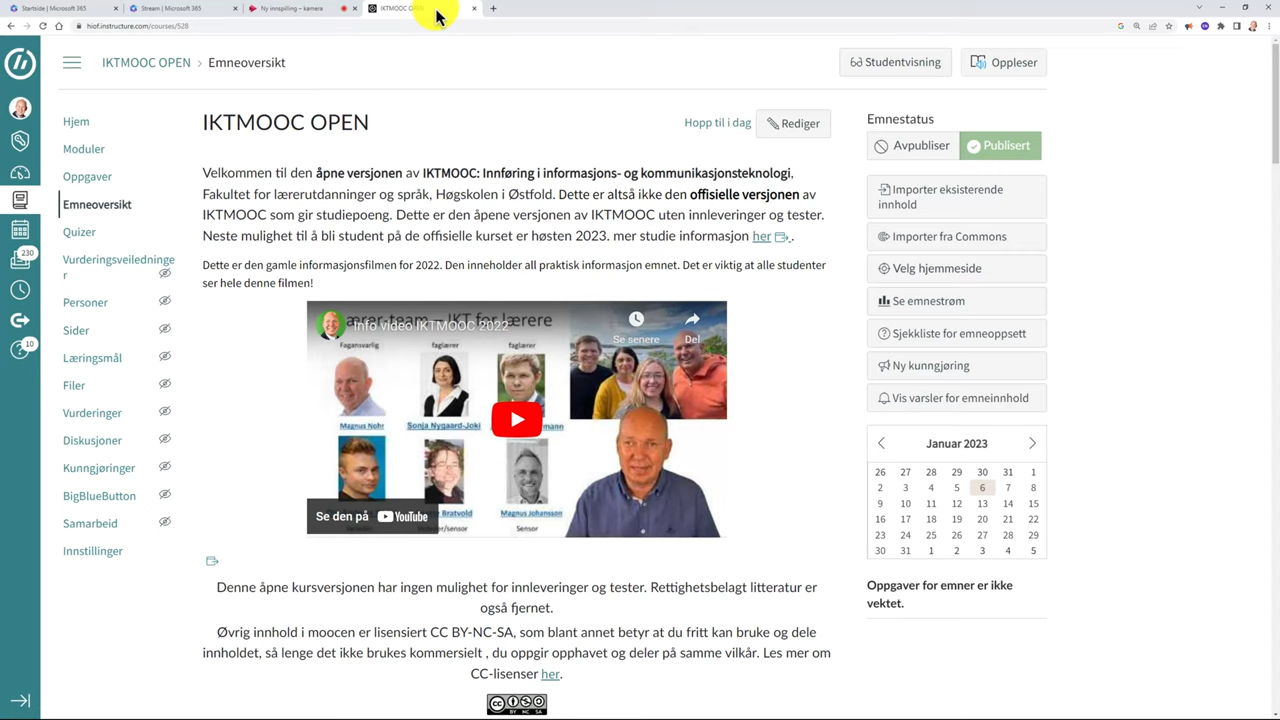 Startside | Microsoft 365
Stream | Microsoft 365
Ny innspilling – kamera
IKTMOOC OPEN
hiof.instructure.com/courses/528
IKTMOOC OPEN › Emneoversikt
Studentvisning
Oppleser
Hjem
Moduler
Oppgaver
Emneoversikt
Quizer
Vurderingsveiledninge
r
Personer
Sider
Læringsmål
Filer
Vurderinger
Diskusjoner
Kunngjøringer
BigBlueButton
Samarbeid
Innstillinger
230
10
IKTMOOC OPEN
Hopp til i dag
Rediger
Velkommen til den åpne versjonen av IKTMOOC: Innføring i informasjons- og kommunikasjonsteknologi,
Fakultet for lærerutdanninger og språk, Høgskolen i Østfold. Dette er altså ikke den offisielle versjonen av
IKTMOOC som gir studiepoeng. Dette er den åpene versjonen av IKTMOOC uten innleveringer og tester.
Neste mulighet til å bli student på de offisielle kurset er høsten 2023. mer studie informasjon her .
Dette er den gamle informasjonsfilmen for 2022. Den inneholder all praktisk informasjon emnet. Det er viktig at alle studenter
ser hele denne filmen!
ærer-team – IKT for lærere
Info video IKTMOOC 2022
Se senere
Del
Fagansvarlig
faglærer
faglærer
Magnus Nohr
Sonja Nygaard-Joki
Bratvold
Magnus Johansson
Sensor
Se den på YouTube
Denne åpne kursversjonen har ingen mulighet for innleveringer og tester. Rettighetsbelagt litteratur er
også fjernet.
Øvrig innhold i moocen er lisensiert CC BY-NC-SA, som blant annet betyr at du fritt kan bruke og dele
innholdet, så lenge det ikke brukes kommersielt , du oppgir opphavet og deler på samme vilkår. Les mer om
CC-lisenser her.
BY NC SA
Emnestatus
Avpubliser
Publisert
Importer eksisterende
innhold
Importer fra Commons
Velg hjemmeside
Se emnestrøm
Sjekkliste for emneoppsett
Ny kunngjøring
Vis varsler for emneinnhold
Januar 2023
26 27 28 29 30 31 1
3 4 5 6 7 8
10 11 12 13 14 15
17 18 19 20 21 22
23 24 25 26 27 28 29
30 31 1 2 3 4 5
Oppgaver for emner er ikke
vektet.